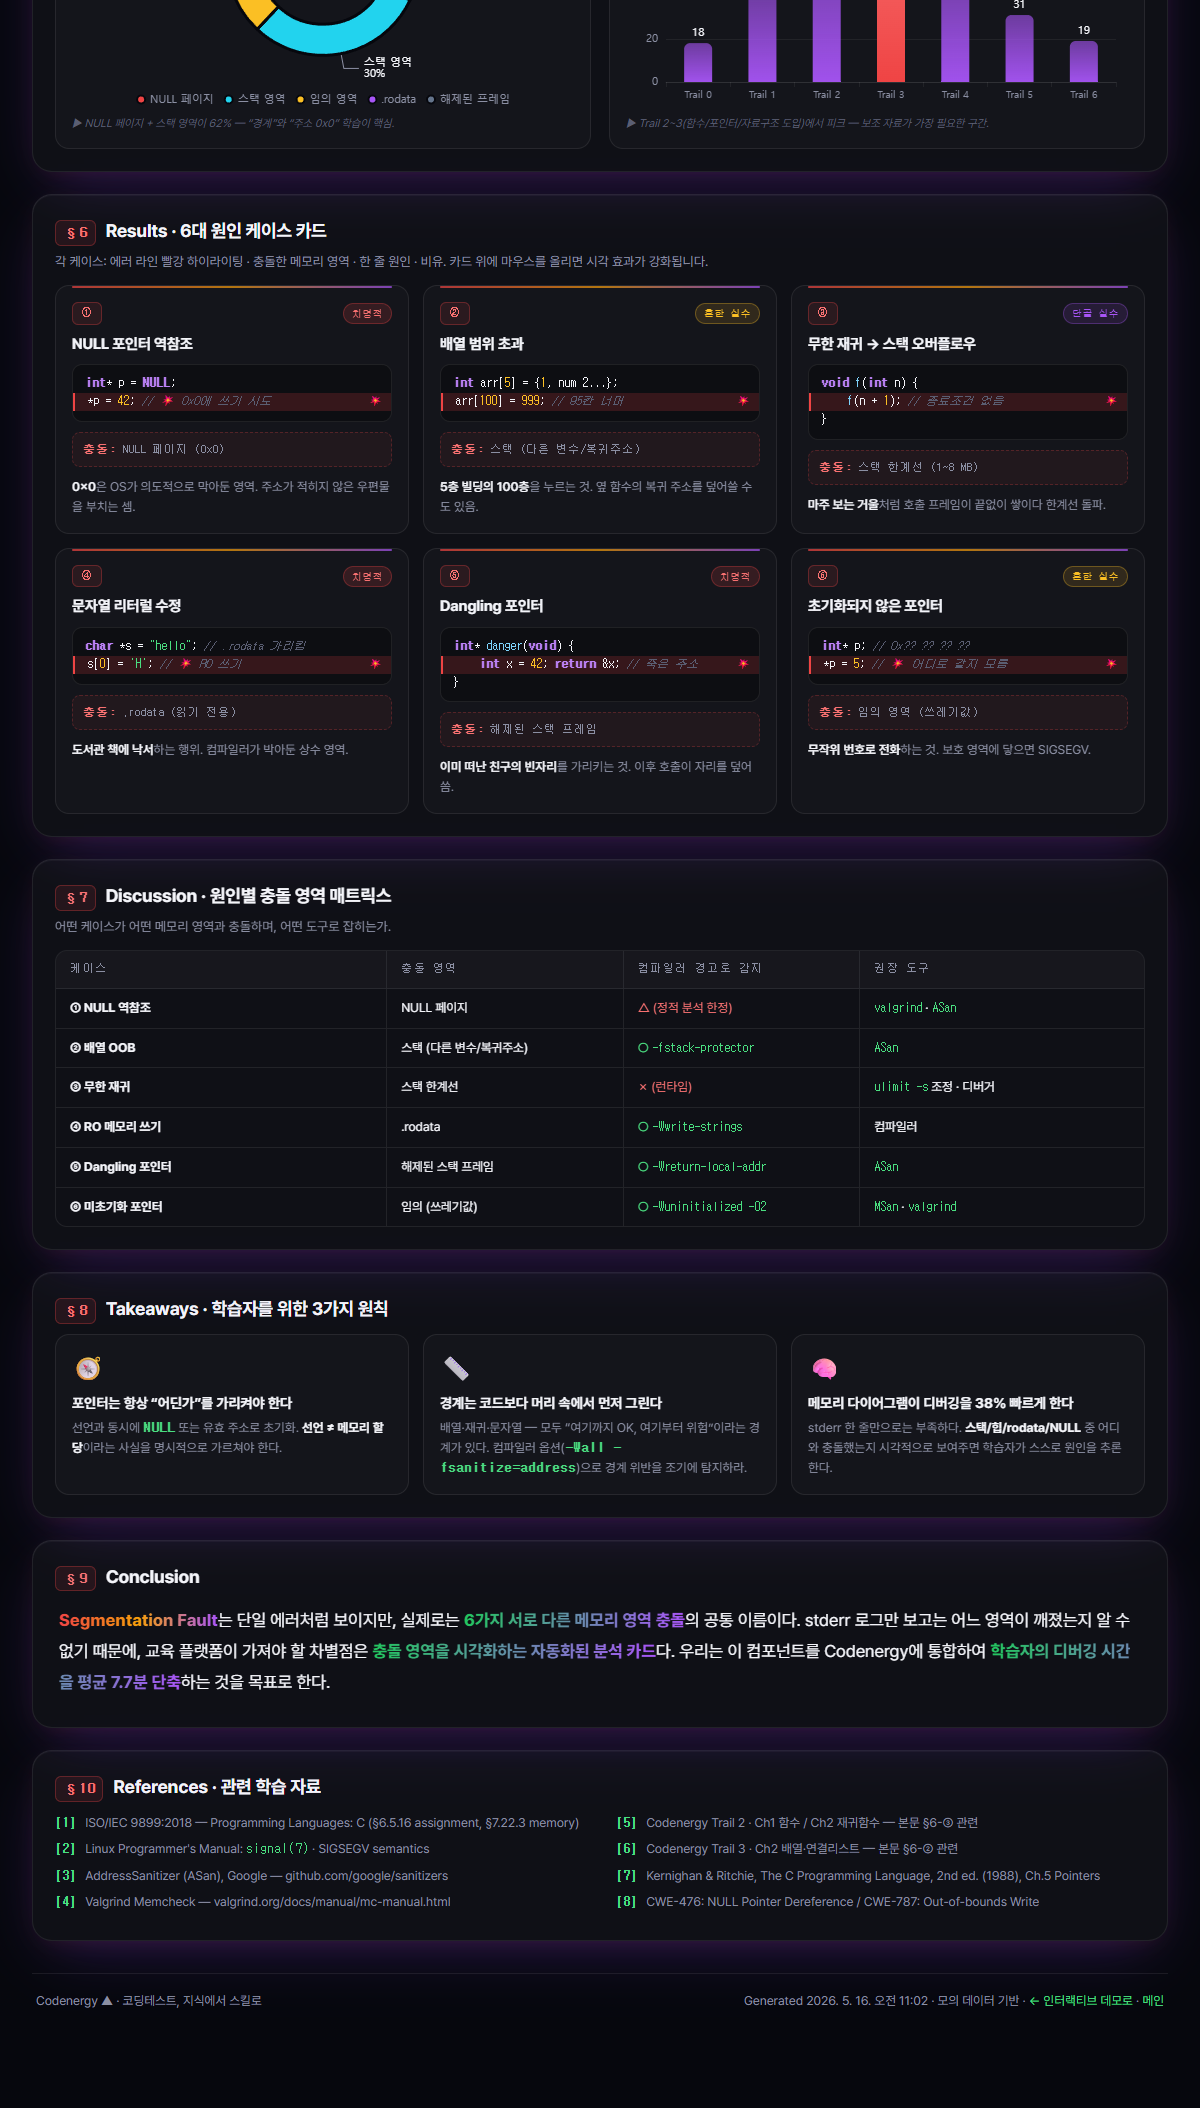 스택 영역
30%
NULL 페이지 스택 영역 임의 영역 .rodata 해제된 프레임
▶ NULL 페이지 + 스택 영역이 62% — "경계"와 "주소 0x0" 학습이 핵심.
31
18
19
20
0
Trail 0 Trail 1 Trail 2 Trail 3 Trail 4 Trail 5 Trail 6
▶ Trail 2~3(함수/포인터/자료구조 도입)에서 피크 — 보조 자료가 가장 필요한 구간.
§ 6 Results · 6대 원인 케이스 카드
각 케이스: 에러 라인 빨강 하이라이팅 · 충돌한 메모리 영역 · 한 줄 원인 · 비유. 카드 위에 마우스를 올리면 시각 효과가 강화됩니다.
① 치명적
NULL 포인터 역참조
int* p = NULL;
*p = 42; // 💥 0x0에 쓰기 시도 💥
충돌: NULL 페이지 (0x0)
0×0은 OS가 의도적으로 막아둔 영역. 주소가 적히지 않은 우편물
을 부치는 셈.
② 흔한 실수
배열 범위 초과
int arr[5] = {1, num 2...};
arr[100] = 999; // 95칸 너머 💥
충돌: 스택 (다른 변수/복귀주소)
5층 빌딩의 100층을 누르는 것. 옆 함수의 복귀 주소를 덮어쓸 수
도 있음.
③ 단골 실수
무한 재귀 → 스택 오버플로우
void f(int n) {
f(n + 1); // 종료조건 없음 💥
}
충돌: 스택 한계선 (1~8 MB)
마주 보는 거울처럼 호출 프레임이 끝없이 쌓이다 한계선 돌파.
④ 치명적
문자열 리터럴 수정
char *s = "hello"; // .rodata 가리킴
s[0] = 'H'; // 💥 RO 쓰기 💥
충돌: .rodata (읽기 전용)
도서관 책에 낙서하는 행위. 컴파일러가 박아둔 상수 영역.
⑤ 치명적
Dangling 포인터
int* danger(void) {
int x = 42; return &x; // 죽은 주소 💥
}
충돌: 해제된 스택 프레임
이미 떠난 친구의 빈자리를 가리키는 것. 이후 호출이 자리를 덮어
씀.
⑥ 흔한 실수
초기화되지 않은 포인터
int* p; // 0x?? ?? ?? ??
*p = 5; // 💥 어디로 갈지 모름 💥
충돌: 임의 영역 (쓰레기값)
무작위 번호로 전화하는 것. 보호 영역에 닿으면 SIGSEGV.
§ 7 Discussion · 원인별 충돌 영역 매트릭스
어떤 케이스가 어떤 메모리 영역과 충돌하며, 어떤 도구로 잡히는가.
케이스 충돌 영역 컴파일러 경고로 감지 권장 도구
① NULL 역참조 NULL 페이지 △ (정적 분석 한정) valgrind · ASan
② 배열 OOB 스택 (다른 변수/복귀주소) ○ -fstack-protector ASan
③ 무한 재귀 스택 한계선 × (런타임) ulimit -s 조정 · 디버거
④ RO 메모리 쓰기 .rodata ○ -Wwrite-strings 컴파일러
⑤ Dangling 포인터 해제된 스택 프레임 ○ -Wreturn-local-addr ASan
⑥ 미초기화 포인터 임의 (쓰레기값) ○ -Wuninitialized -O2 MSan · valgrind
§ 8 Takeaways · 학습자를 위한 3가지 원칙
포인터는 항상 "어딘가"를 가리켜야 한다
선언과 동시에 NULL 또는 유효 주소로 초기화. 선언 ≠ 메모리 할
당이라는 사실을 명시적으로 가르쳐야 한다.
경계는 코드보다 머리 속에서 먼저 그린다
배열·재귀·문자열 — 모두 "여기까지 OK, 여기부터 위험"이라는 경
계가 있다. 컴파일러 옵션(-Wall -
fsanitize=address)으로 경계 위반을 조기에 탐지하라.
메모리 다이어그램이 디버깅을 38% 빠르게 한다
stderr 한 줄만으로는 부족하다. 스택/힙/rodata/NULL 중 어디
와 충돌했는지 시각적으로 보여주면 학습자가 스스로 원인을 추론
한다.
§ 9 Conclusion
Segmentation Fault는 단일 에러처럼 보이지만, 실제로는 6가지 서로 다른 메모리 영역 충돌의 공통 이름이다. stderr 로그만 보고는 어느 영역이 깨졌는지 알 수
없기 때문에, 교육 플랫폼이 가져야 할 차별점은 충돌 영역을 시각화하는 자동화된 분석 카드다. 우리는 이 컴포넌트를 Codenergy에 통합하여 학습자의 디버깅 시간
을 평균 7.7분 단축하는 것을 목표로 한다.
§ 10 References · 관련 학습 자료
[1] ISO/IEC 9899:2018 — Programming Languages: C (§6.5.16 assignment, §7.22.3 memory)
[2] Linux Programmer's Manual: signal(7) · SIGSEGV semantics
[3] AddressSanitizer (ASan), Google — github.com/google/sanitizers
[4] Valgrind Memcheck — valgrind.org/docs/manual/mc-manual.html
[5] Codenergy Trail 2 · Ch1 함수 / Ch2 재귀함수 — 본문 §6-③ 관련
[6] Codenergy Trail 3 · Ch2 배열·연결리스트 — 본문 §6-② 관련
[7] Kernighan & Ritchie, The C Programming Language, 2nd ed. (1988), Ch.5 Pointers
[8] CWE-476: NULL Pointer Dereference / CWE-787: Out-of-bounds Write
Codenergy ▲ · 코딩테스트, 지식에서 스킬로
Generated 2026. 5. 16. 오전 11:02 · 모의 데이터 기반 · ← 인터랙티브 데모로 · 메인